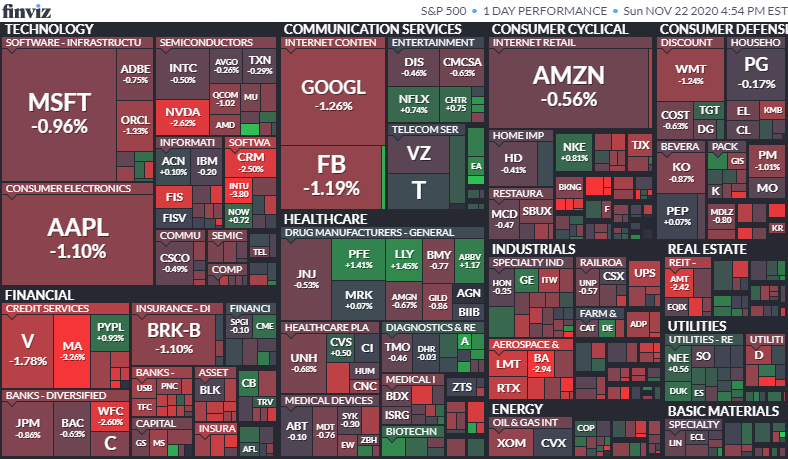 finviz
S&P 500 • 1 DAY PERFORMANCE • Sun NOV 22 2020 4:54 PM EST
TECHNOLOGY
SOFTWARE - INFRASTRUCTU
MSFT
-0.96%
ADBE
-0.75%
ORCL
-1.33%
SEMICONDUCTORS
INTC
-0.50%
AVGO
-0.26%
TXN
-0.29%
NVDA
-2.62%
QCOM
-1.02
MU
AMD
INFORMATI
ACN
+0.10%
IBM
-0.20
FIS
FISV
SOFTWA
CRM
-2.50%
INTU
-3.80
NOW
+0.72
CONSUMER ELECTRONICS
AAPL
-1.10%
COMMU
CSCO
-0.49%
SEMIC
COMP
TEL
COMMUNICATION SERVICES
INTERNET CONTEN
GOOGL
-1.26%
FB
-1.19%
ENTERTAINMENT
DIS
-0.46%
CMCSA
-0.63%
NFLX
+0.74%
CHTR
+0.75
TELECOM SER
VZ
T
EA
CONSUMER CYCLICAL
INTERNET RETAIL
AMZN
-0.56%
HOME IMP
HD
-0.41%
NKE
+0.81%
TJX
RESTAURA
MCD
-0.47
SBUX
BKNG
F
CONSUMER DEFENSI
DISCOUNT
WMT
-1.24%
COST
-0.63%
TGT
DG
HOUSEHO
PG
-0.17%
EL
KMB
CL
BEVERA
KO
-0.87%
PEP
+0.07%
PACK
GIS
K
MDLZ
-0.80
PM
-1.01%
MO
KR
FINANCIAL
CREDIT SERVICES
V
-1.78%
MA
-3.26%
PYPL
+0.93%
INSURANCE - DI
BRK-B
-1.10%
FINANCI
SPGI
-0.10
CME
BANKS - DIVERSIFIED
JPM
-0.86%
BAC
-0.63%
WFC
-2.60%
C
BANKS -
USB
PNC
TFC
ASSET
BLK
CB
TRV
CAPITAL
GS
MS
INSURA
AFL
HEALTHCARE
DRUG MANUFACTURERS - GENERAL
JNJ
-0.53%
PFE
+1.41%
LLY
+1.45%
BMY
-0.77
ABBV
+1.17
MRK
+0.07%
AMGN
-0.67%
GILD
-0.86
AGN
BIIB
HEALTHCARE PLA
UNH
-0.68%
CVS
+0.50
CI
HUM
CNC
DIAGNOSTICS & RE
TMO
-0.46
DHR
-0.03
A
MEDICAL I
BDX
ISRG
ZTS
MEDICAL DEVICES
ABT
-0.10
MDT
-0.76
SYK
-0.30
EW
ZBH
BIOTECHN
INDUSTRIALS
SPECIALTY IND
HON
-0.35
GE
ITW
RAILROA
UNP
-0.57
CSX
UPS
FARM &
CAT
DE
ADP
AEROSPACE &
LMT
BA
-2.94
RTX
ENERGY
OIL & GAS INT
XOM
CVX
COP
REAL ESTATE
REIT -
AMT
-2.42
EQIX
UTILITIES
UTILITIES - RE
NEE
+0.56
SO
DUK
ES
UTILITI
D
BASIC MATERIALS
SPECIALTY
LIN
ECL